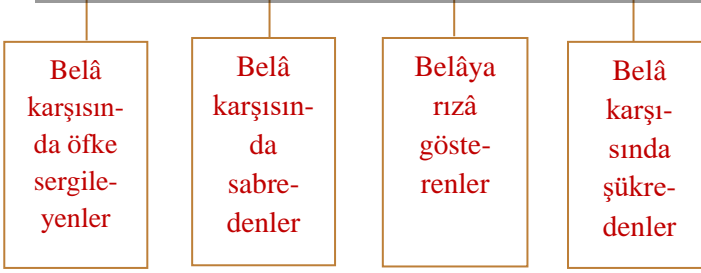 Belâ
karşısın-
da öfke
sergile-
yenler
Belâ
karşısın-
da
sabre-
denler
Belâya
rızâ
göste-
renler
Belâ
karşı-
sında
şükre-
denler